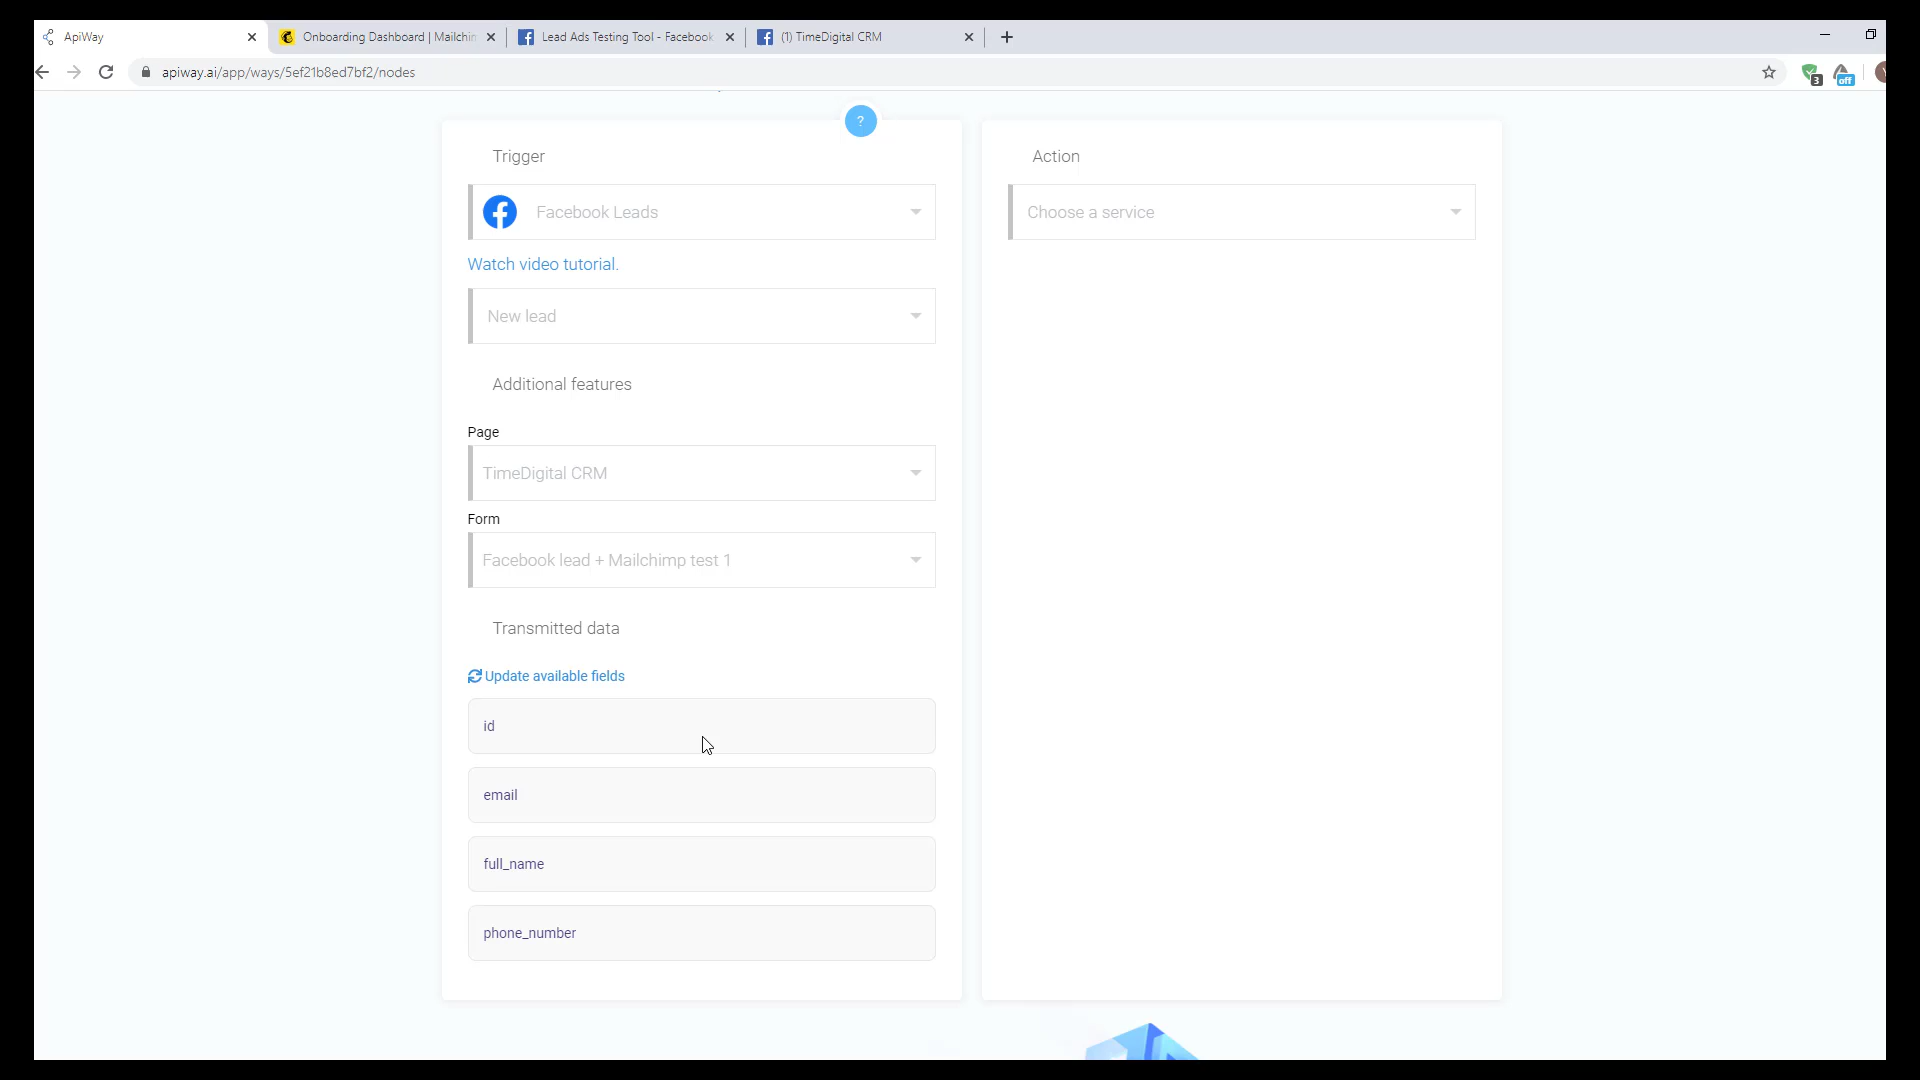 ApiWay
Onboarding Dashboard | Mailchin
Lead Ads Testing Tool - Facebook
(1) TimeDigital CRM
apiway.ai/app/ways/5ef21b8ed7bf2/nodes
3
off
?
Trigger
Facebook Leads
Watch video tutorial.
New lead
Additional features
Page
TimeDigital CRM
Form
Facebook lead + Mailchimp test 1
Transmitted data
Update available fields
id
email
full_name
phone_number
Action
Choose a service